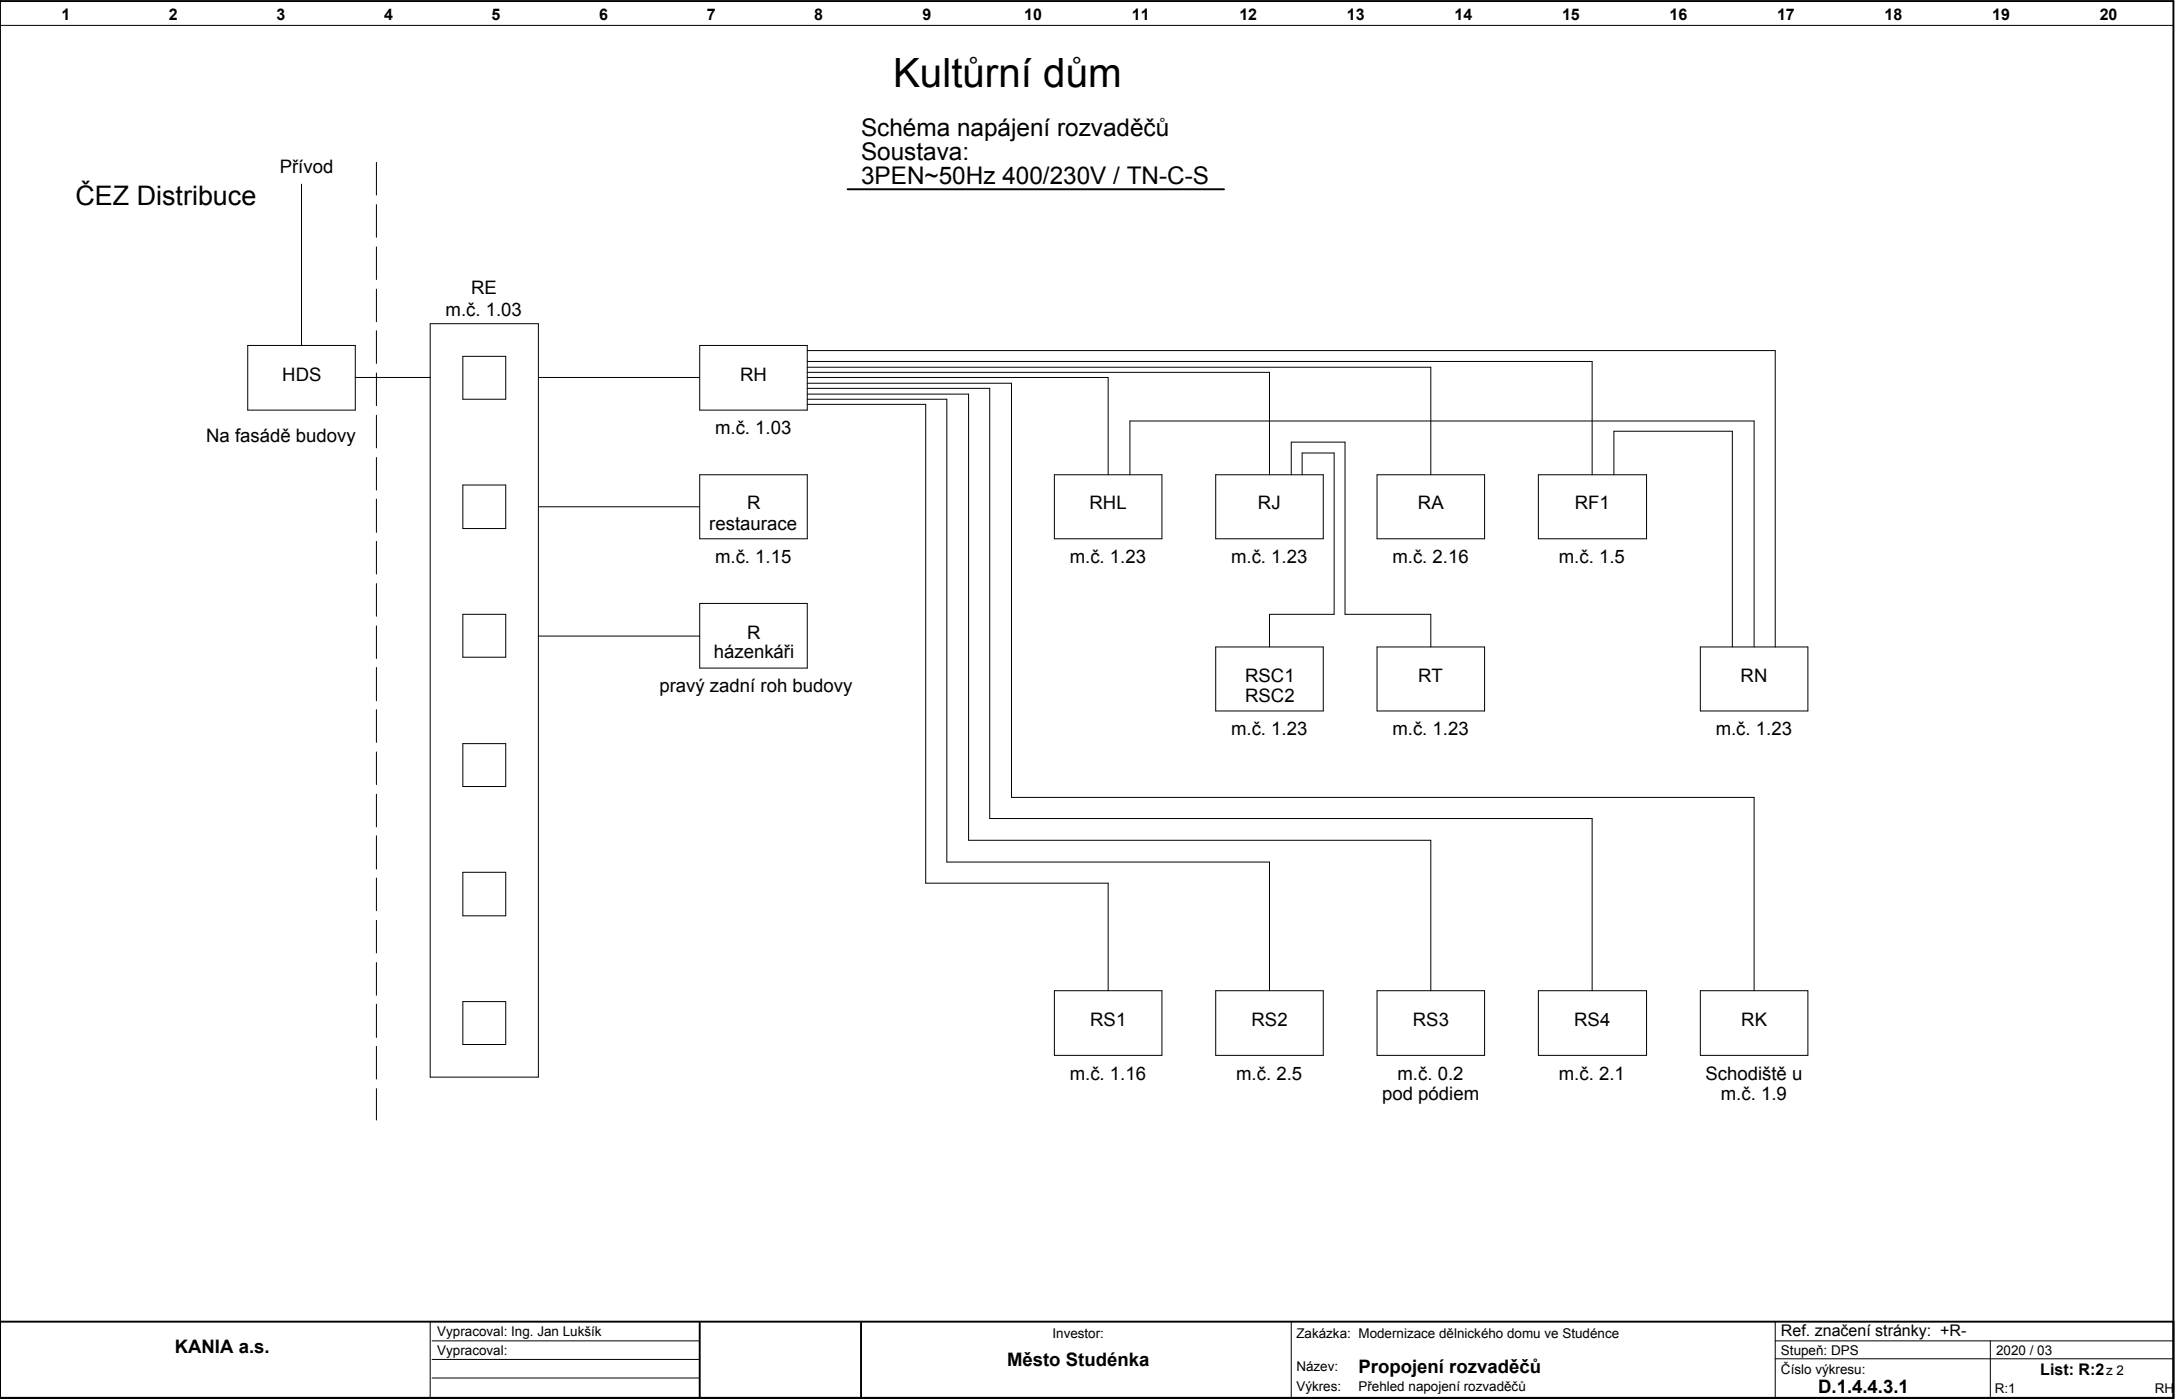 1 2 3 4 5 6 7 8 9 10 11 12 13 14 15 16 17 18 19 20
Kultůrní dům
Schéma napájení rozvaděčů
Soustava:
3PEN~50Hz 400/230V / TN-C-S
Přívod
ČEZ Distribuce
RE
m.č. 1.03
HDS
Na fasádě budovy
RH
m.č. 1.03
R
restaurace
m.č. 1.15
R
házenkáři
pravý zadní roh budovy
RHL
m.č. 1.23
RJ
m.č. 1.23
RA
m.č. 2.16
RF1
m.č. 1.5
RSC1
RSC2
m.č. 1.23
RT
m.č. 1.23
RN
m.č. 1.23
RS1
m.č. 1.16
RS2
m.č. 2.5
RS3
m.č. 0.2
pod pódiem
RS4
m.č. 2.1
RK
Schodiště u
m.č. 1.9
KANIA a.s.
Vypracoval: Ing. Jan Lukšík
Vypracoval:
Investor:
Město Studénka
Zakázka: Modernizace dělnického domu ve Studénce
Název: Propojení rozvaděčů
Výkres: Přehled napojení rozvaděčů
Ref. značení stránky: +R-
Stupeň: DPS 2020 / 03
Číslo výkresu:
D.1.4.4.3.1
List: R:2 z 2
R:1 RH